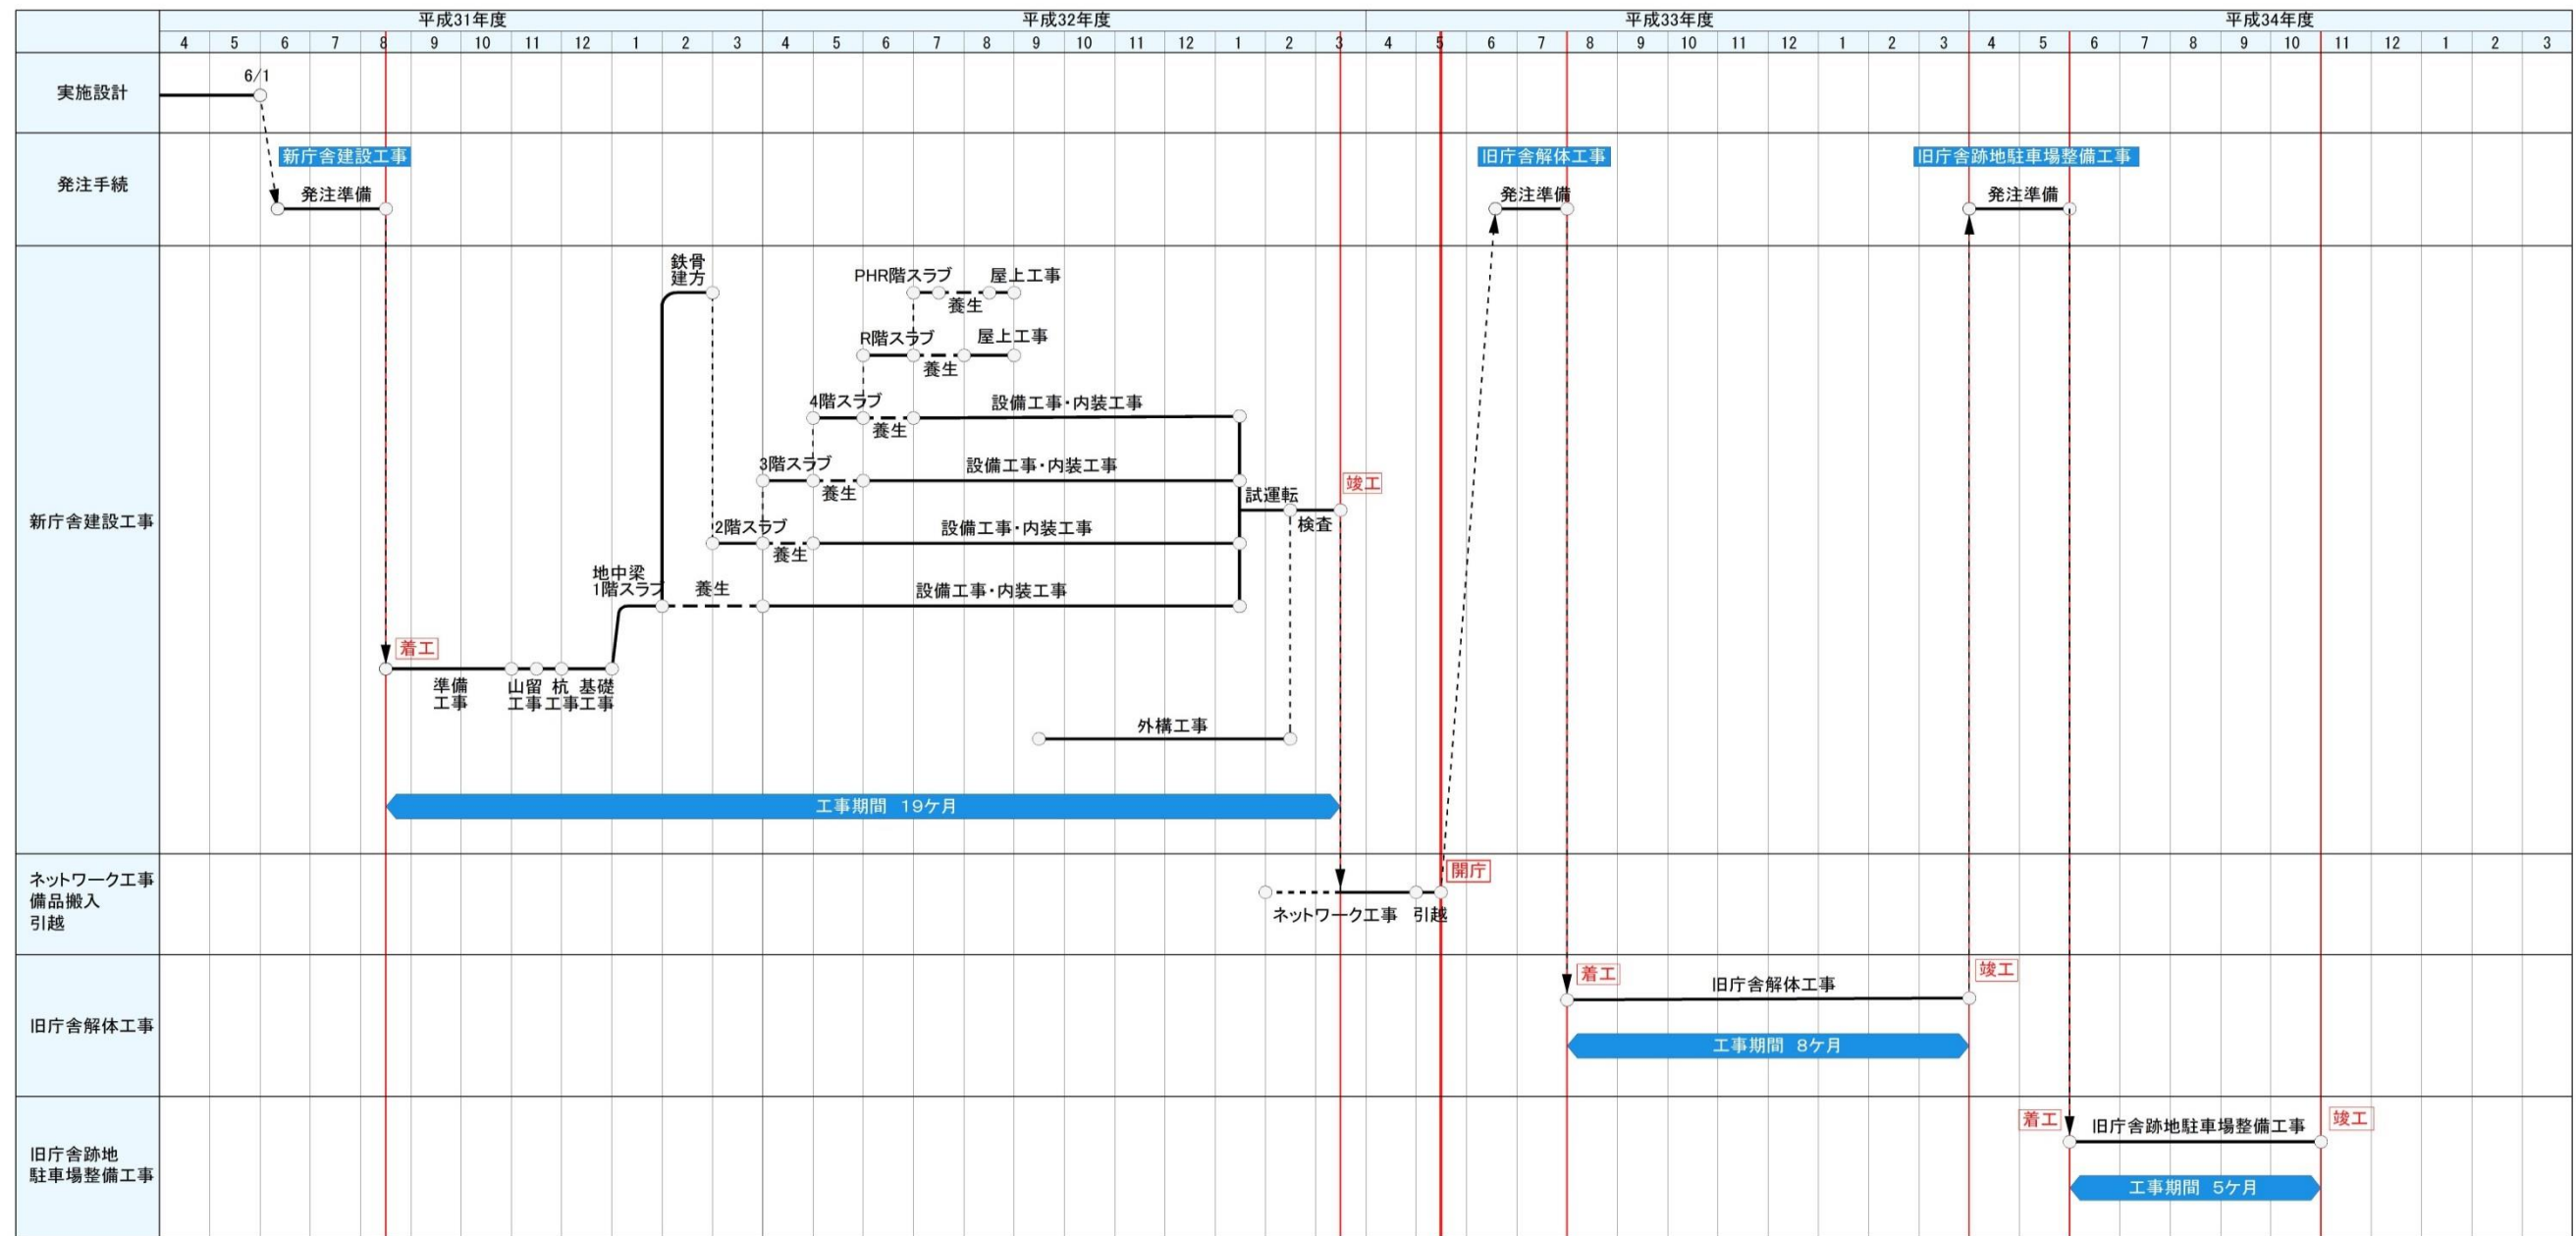 平成31年度 平成32年度 平成33年度 平成34年度
4 5 6 7 8 9 10 11 12 1 2 3 4 5 6 7 8 9 10 11 12 1 2 3 4 5 6 7 8 9 10 11 12 1 2 3 4 5 6 7 8 9 10 11 12 1 2 3
実施設計
6/1
発注手続
新庁舎建設工事
発注準備
旧庁舎解体工事
発注準備
旧庁舎跡地駐車場整備工事
発注準備
新庁舎建設工事
鉄骨
建方
PHR階スラブ
養生
屋上工事
R階スラブ
養生
屋上工事
4階スラブ
養生
設備工事・内装工事
3階スラブ
養生
設備工事・内装工事
2階スラブ
養生
設備工事・内装工事
地中梁
1階スラブ
養生
設備工事・内装工事
試運転
検査
竣工
着工
準備
工事
山留
工事
杭
工事
基礎
工事
外構工事
工事期間 19ケ月
ネットワーク工事
備品搬入
引越
ネットワーク工事
引越
開庁
旧庁舎解体工事
着工
旧庁舎解体工事
竣工
工事期間 8ケ月
旧庁舎跡地
駐車場整備工事
着工
旧庁舎跡地駐車場整備工事
竣工
工事期間 5ケ月